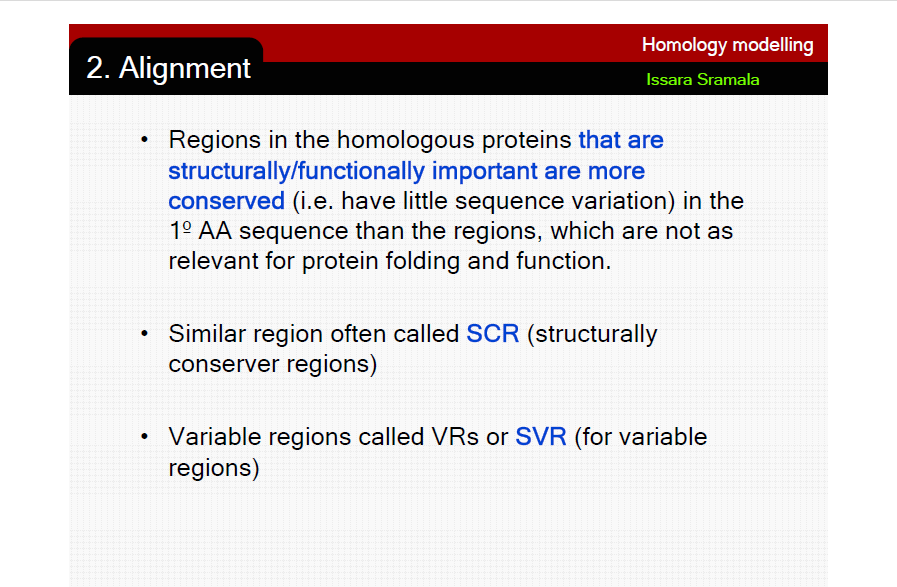 Homology modelling
2. Alignment
Issara Sramala
• Regions in the homologous proteins that are
structurally/functionally important are more
conserved (i.e. have little sequence variation) in the
1º AA sequence than the regions, which are not as
relevant for protein folding and function.
• Similar region often called SCR (structurally
conserver regions)
• Variable regions called VRs or SVR (for variable
regions)